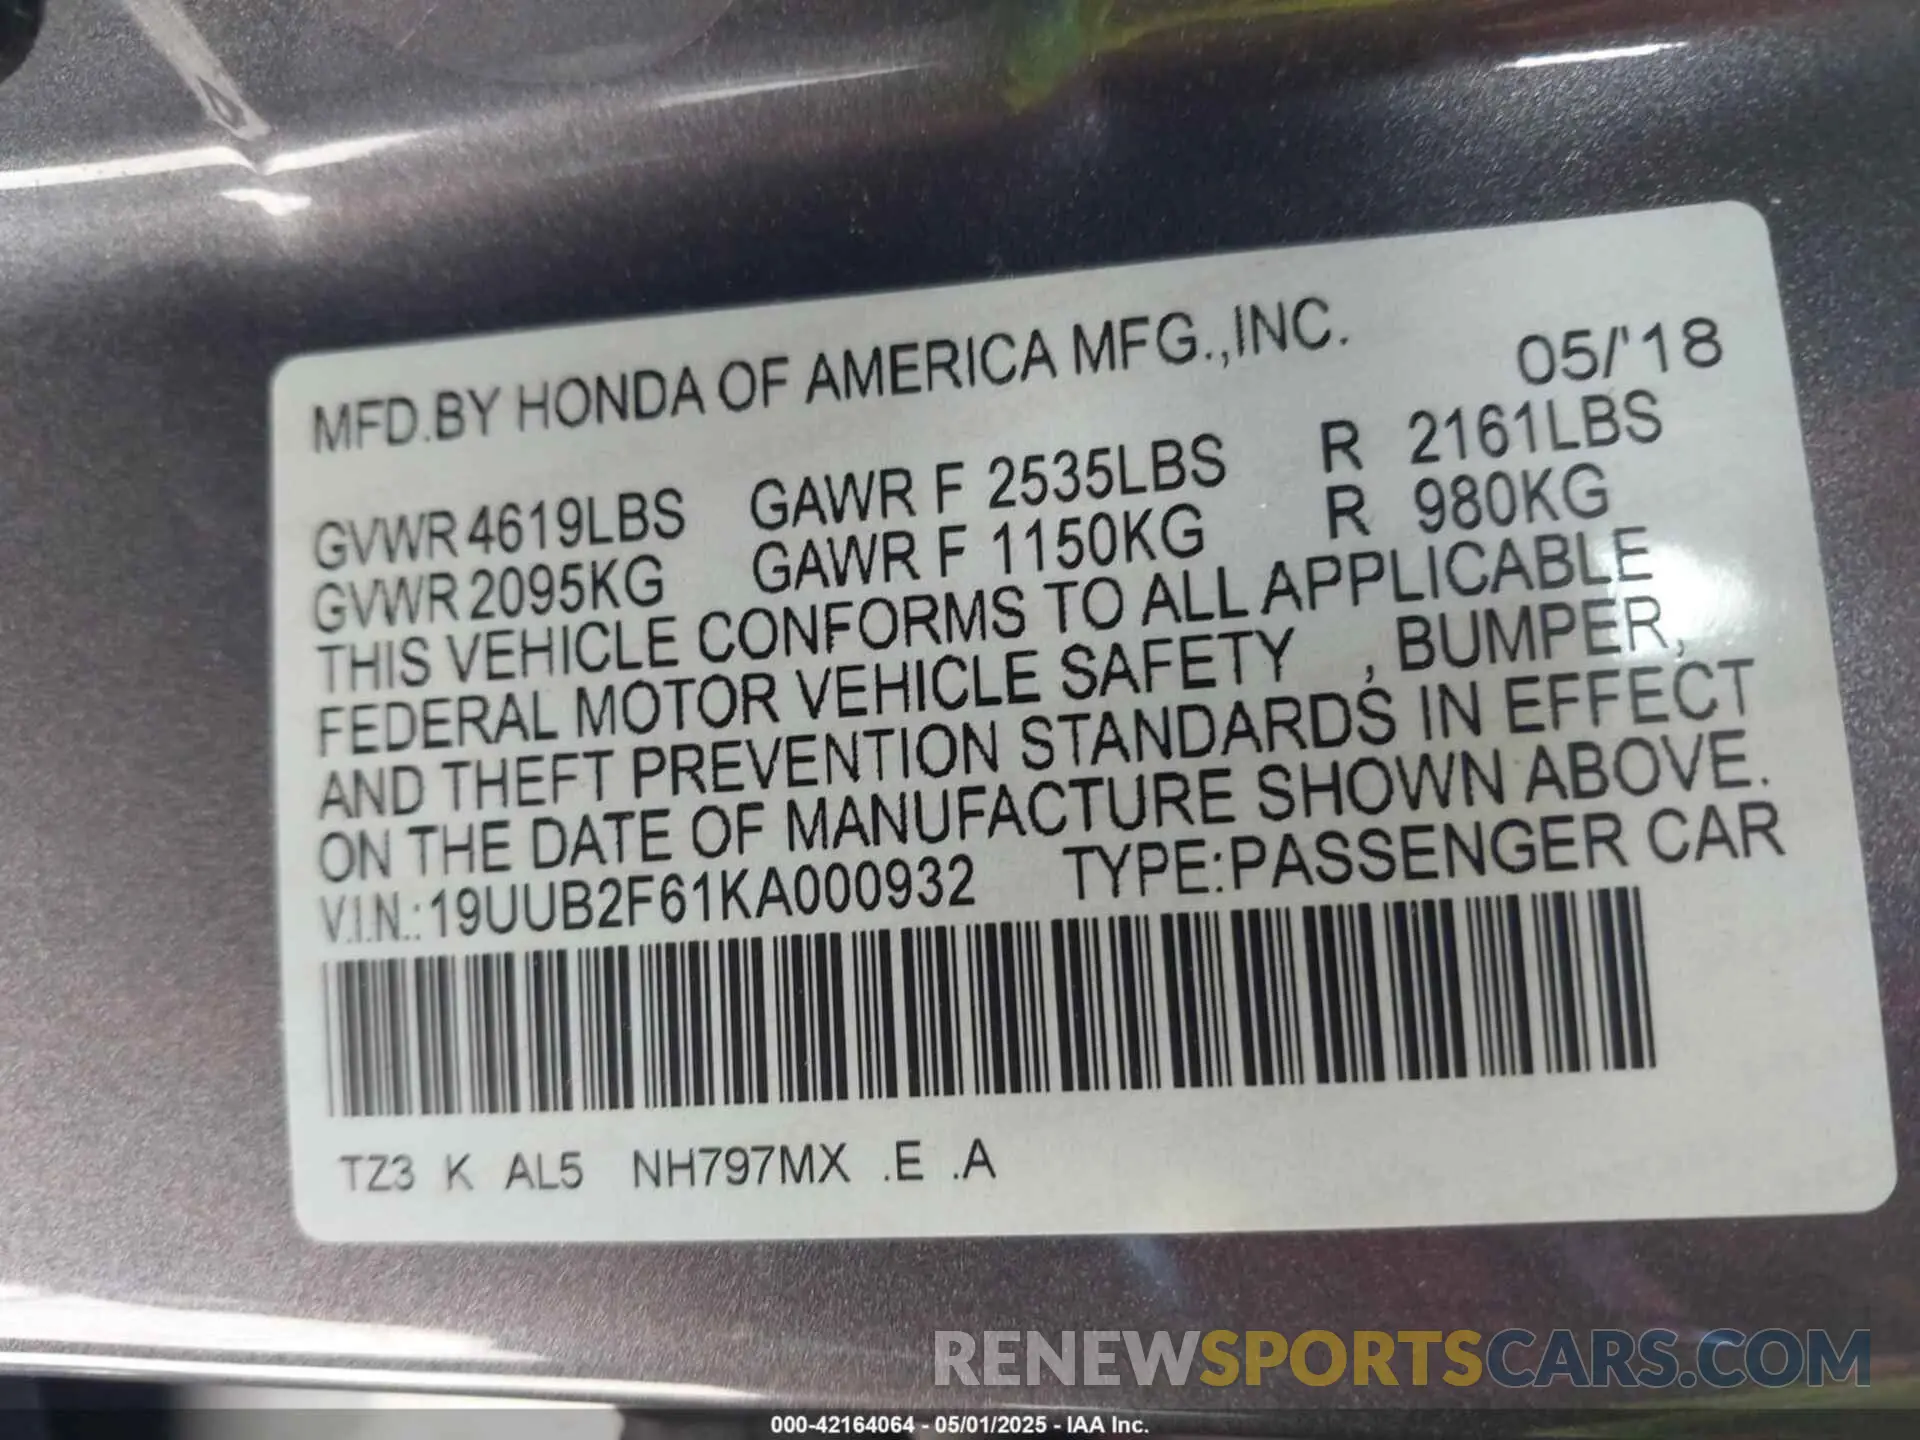 MFD.BY HONDA OF AMERICA MFG.,INC. 05/'18
GVWR 4619LBS GAWR F 2535LBS R 2161LBS
GVWR 2095KG GAWR F 1150KG R 980KG
THIS VEHICLE CONFORMS TO ALL APPLICABLE
FEDERAL MOTOR VEHICLE SAFETY , BUMPER,
AND THEFT PREVENTION STANDARDS IN EFFECT
ON THE DATE OF MANUFACTURE SHOWN ABOVE.
V.I.N.:19UUB2F61KA000932 TYPE:PASSENGER CAR
TZ3 K AL5 NH797MX .E .A
RENEWSPORTSCARS.COM
000-42164064 - 05/01/2025 - IAA Inc.